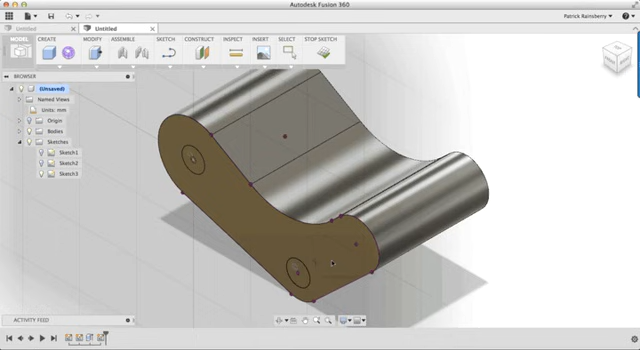 Autodesk Fusion 360
Patrick Rainsberry ▾
Untitled
Untitled
MODEL
CREATE
MODIFY
ASSEMBLE
SKETCH
CONSTRUCT
INSPECT
INSERT
SELECT
STOP SKETCH
BROWSER
(Unsaved)
Named Views
Units: mm
Origin
Bodies
Sketches
Sketch1
Sketch2
Sketch3
ACTIVITY FEED